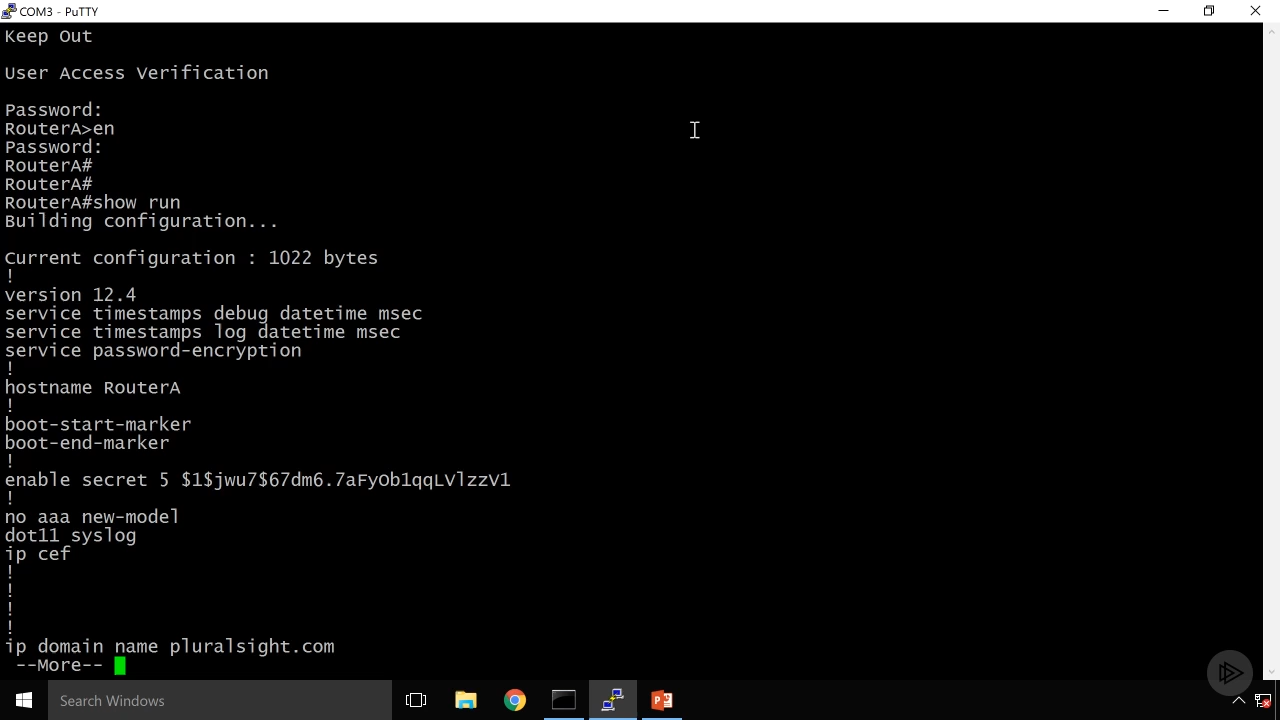 COM3 - PuTTY
Keep Out
User Access Verification
Password:
RouterA>en
Password:
RouterA#
RouterA#
RouterA#show run
Building configuration...
Current configuration : 1022 bytes
!
version 12.4
service timestamps debug datetime msec
service timestamps log datetime msec
service password-encryption
!
hostname RouterA
!
boot-start-marker
boot-end-marker
!
enable secret 5 $1$jwu7$67dm6.7aFyOb1qqLVlzzV1
!
no aaa new-model
dot11 syslog
ip cef
!
!
!
!
ip domain name pluralsight.com
--More--
Search Windows